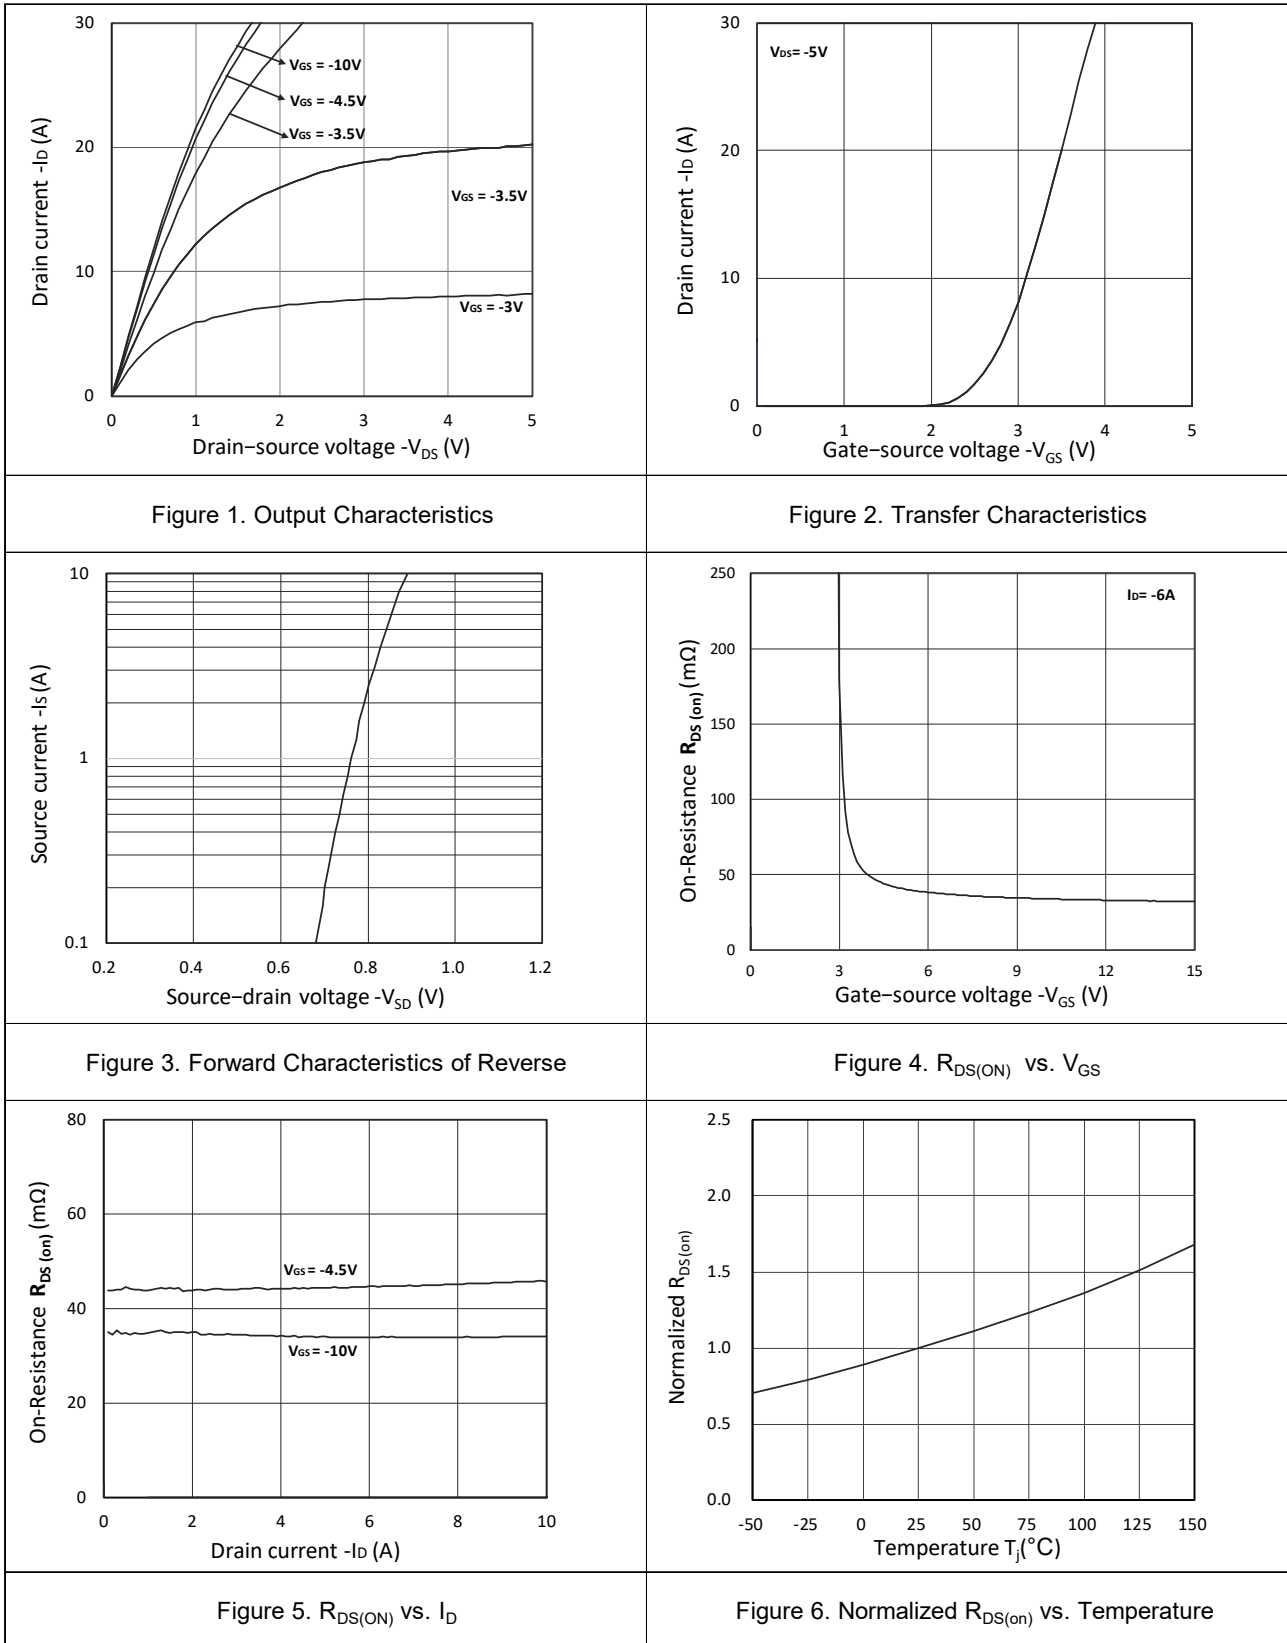 30
20
10
0
Drain current -ID (A)
VGS = -10V
VGS = -4.5V
VGS = -3.5V
VGS = -3.5V
VGS = -3V
0 1 2 3 4 5
Drain−source voltage -VDS (V)
Figure 1. Output Characteristics
30
20
10
0
Drain current -ID (A)
VDS= -5V
0 1 2 3 4 5
Gate−source voltage -VGS (V)
Figure 2. Transfer Characteristics
10
1
0.1
Source current -IS (A)
0.2 0.4 0.6 0.8 1.0 1.2
Source−drain voltage -VSD (V)
Figure 3. Forward Characteristics of Reverse
250
200
150
100
50
0
On-Resistance RDS (on) (mΩ)
ID= -6A
0 3 6 9 12 15
Gate−source voltage -VGS (V)
Figure 4. RDS(ON) vs. VGS
80
60
40
20
0
On-Resistance RDS (on) (mΩ)
VGS = -4.5V
VGS = -10V
0 2 4 6 8 10
Drain current -ID (A)
Figure 5. RDS(ON) vs. ID
2.5
2.0
1.5
1.0
0.5
0.0
Normalized RDS(on)
-50 -25 0 25 50 75 100 125 150
Temperature Tj(°C)
Figure 6. Normalized RDS(on) vs. Temperature